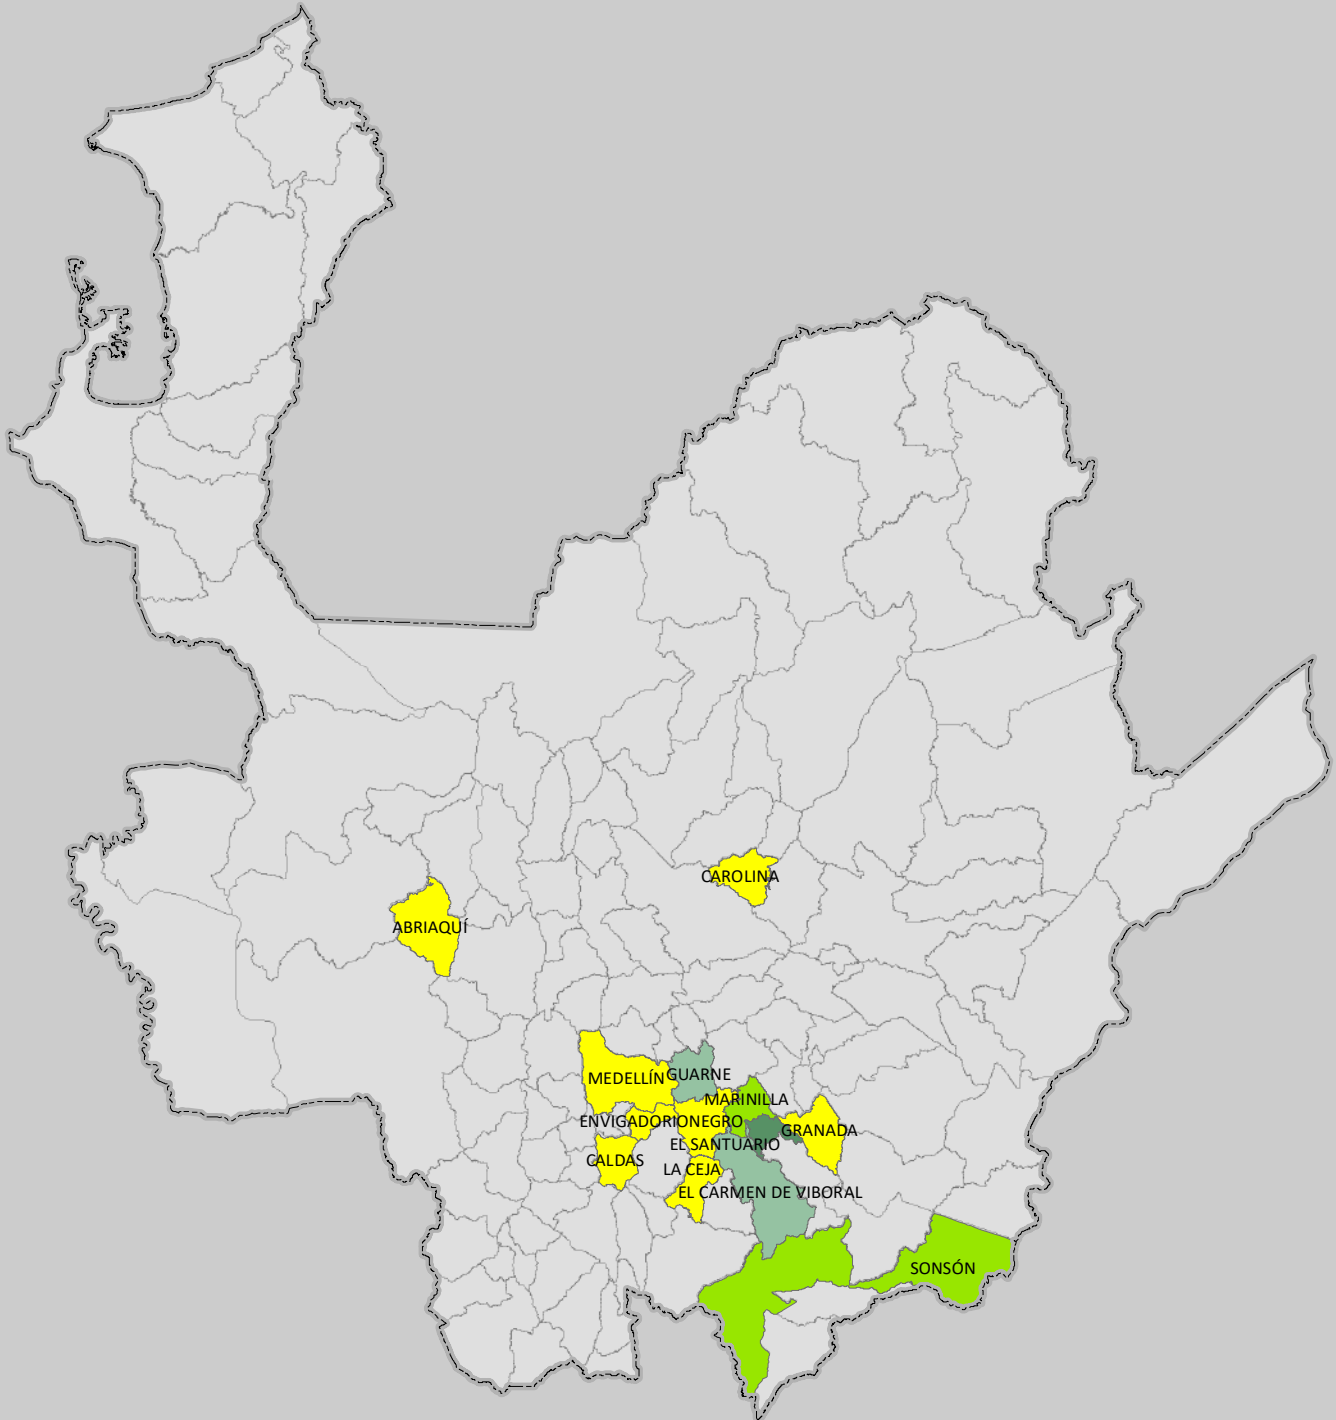 CAROLINA
ABRIAQUÍ
MEDELLÍN
GUARNE
MARINILLA
ENVIGADO
RIONEGRO
GRANADA
EL SANTUARIO
CALDAS
LA CEJA
EL CARMEN DE VIBORAL
SONSÓN